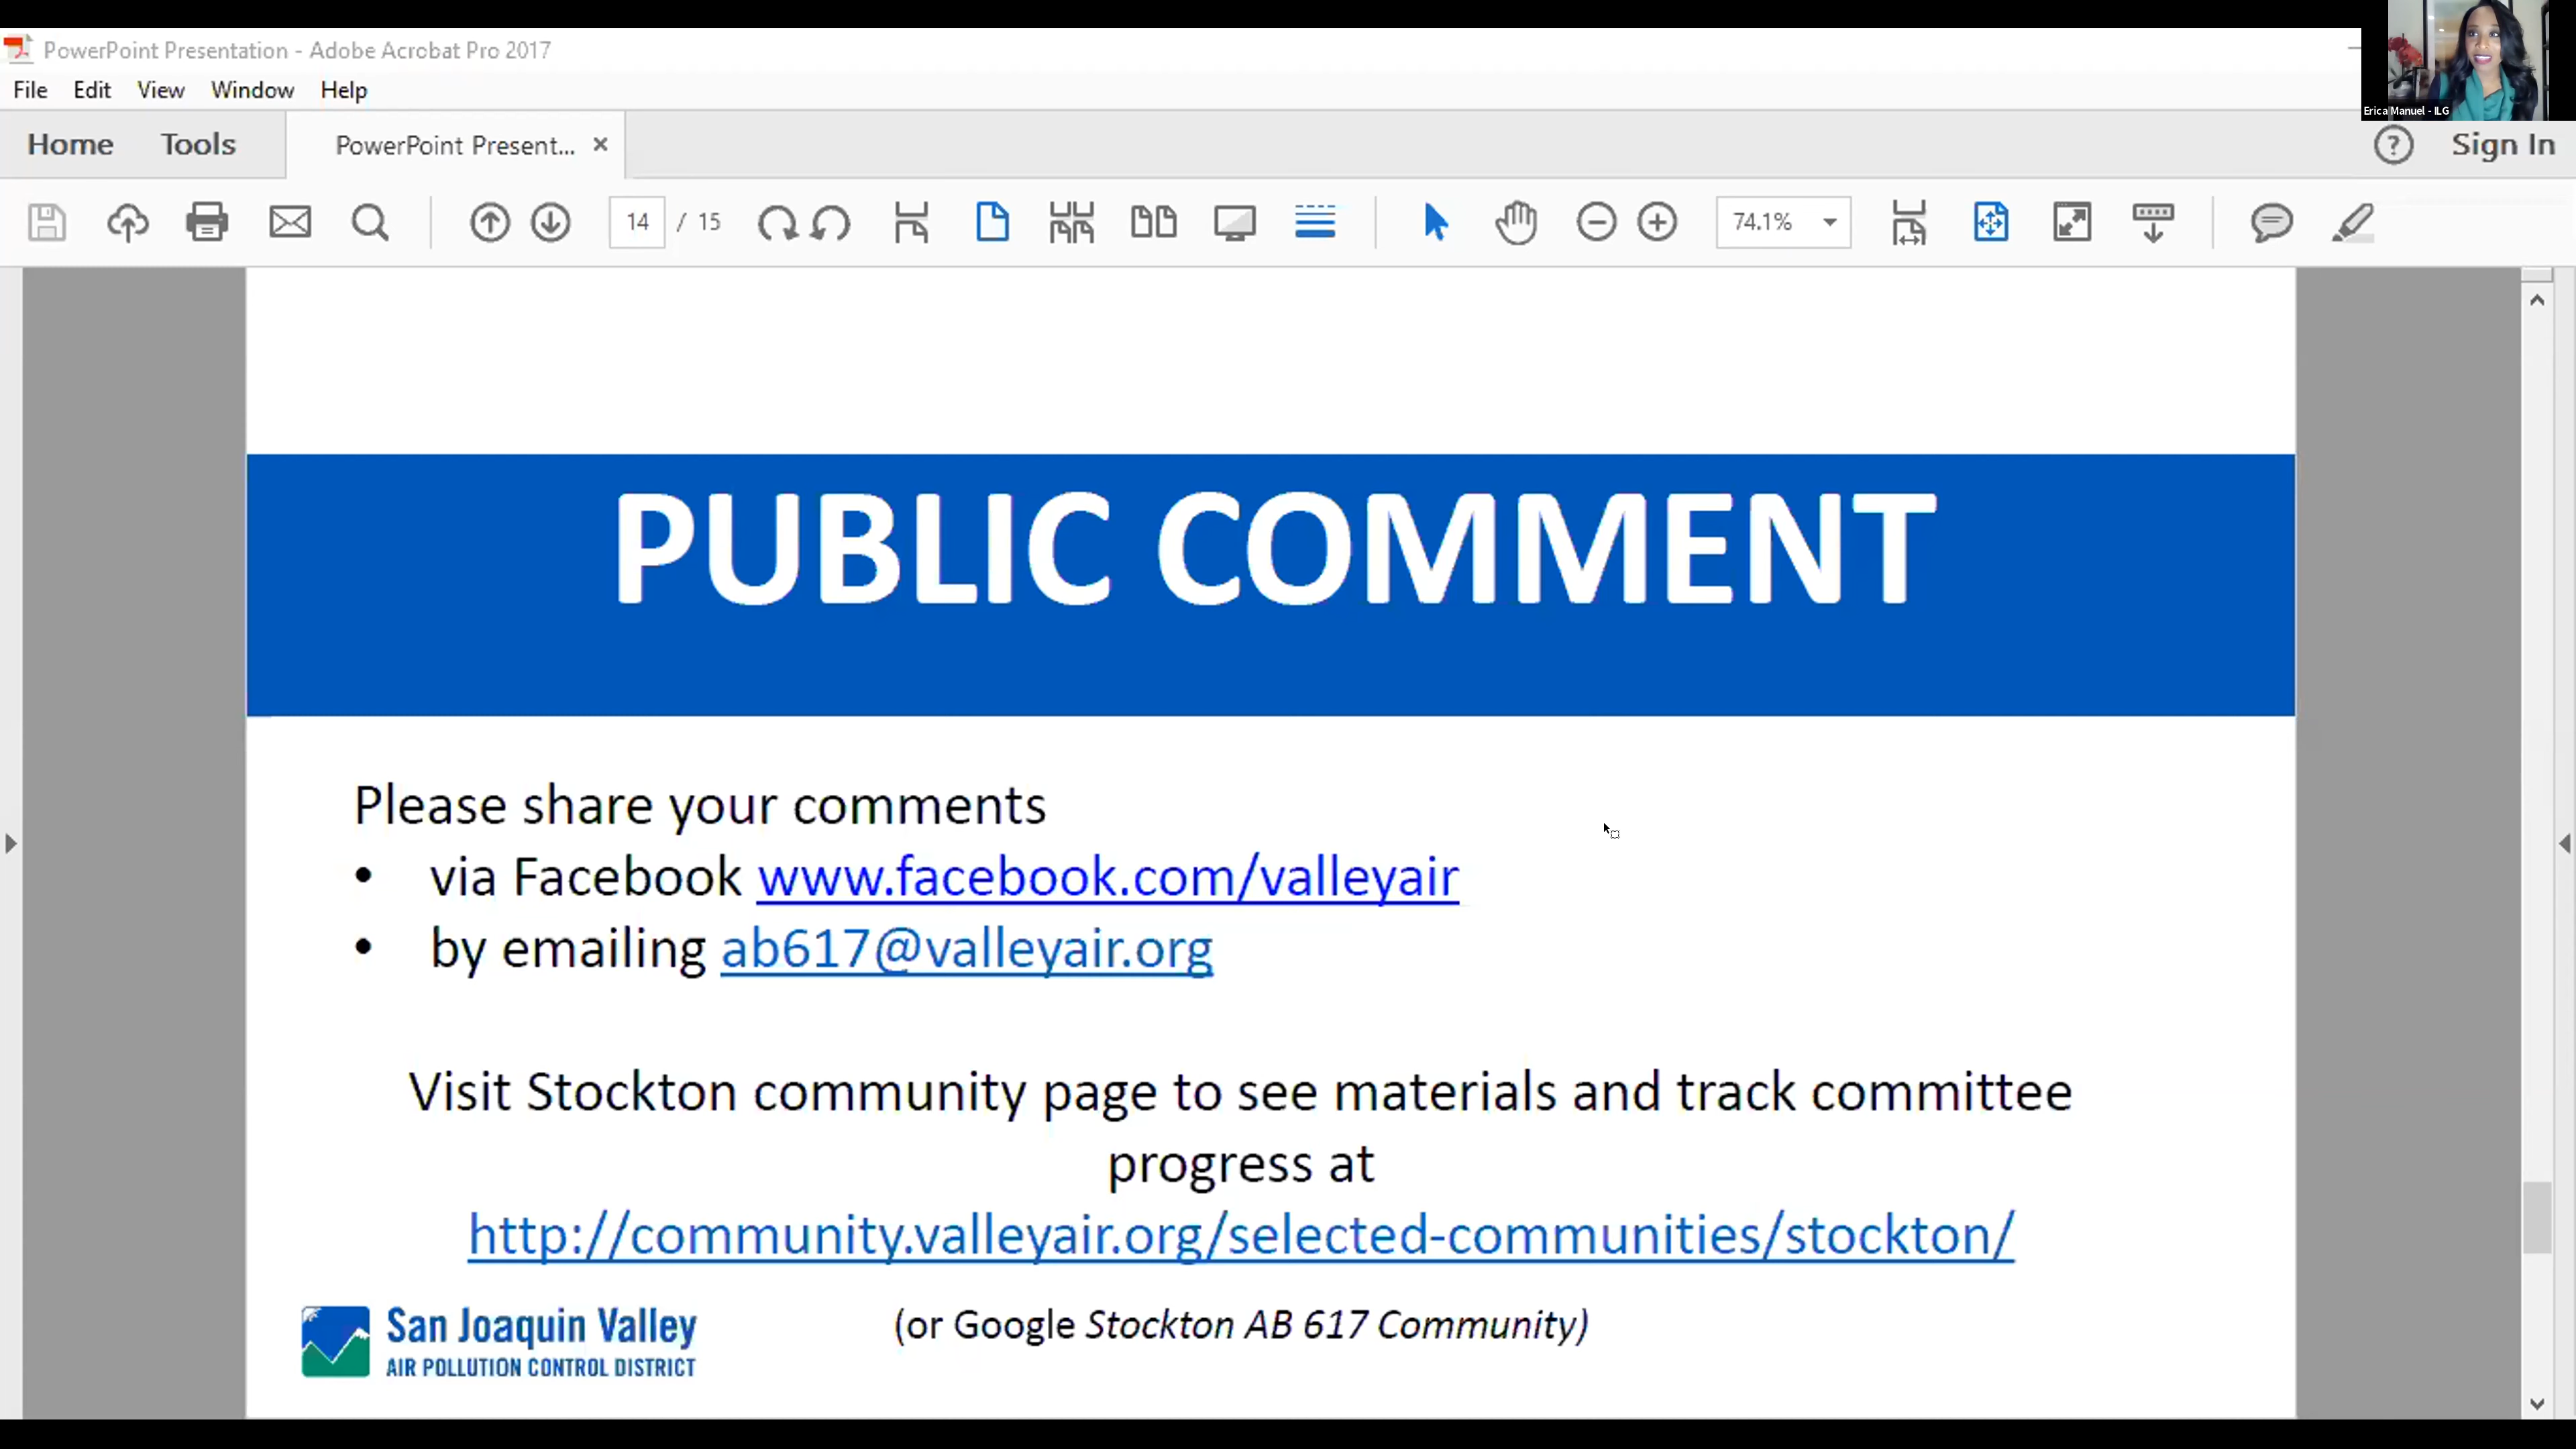 PowerPoint Presentation - Adobe Acrobat Pro 2017
File Edit View Window Help
Erica Manuel - ILG
Home Tools PowerPoint Present... × ? Sign In
14 / 15 74.1%
PUBLIC COMMENT
Please share your comments
• via Facebook www.facebook.com/valleyair
• by emailing ab617@valleyair.org
Visit Stockton community page to see materials and track committee
progress at
http://community.valleyair.org/selected-communities/stockton/
(or Google Stockton AB 617 Community)
San Joaquin Valley
AIR POLLUTION CONTROL DISTRICT